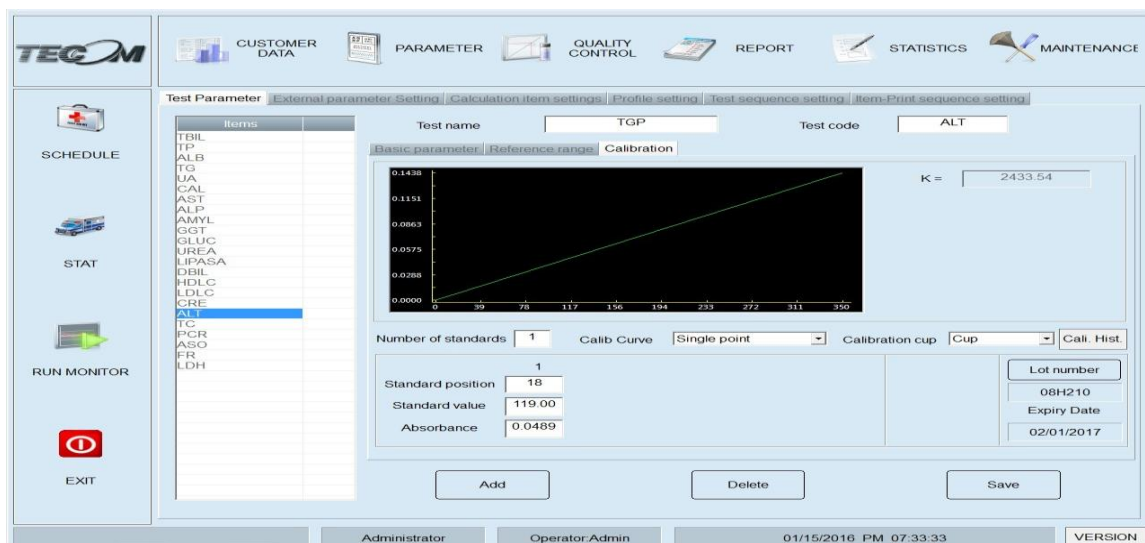 TECOM
CUSTOMER DATA
PARAMETER
QUALITY CONTROL
REPORT
STATISTICS
MAINTENANCE
SCHEDULE
STAT
RUN MONITOR
EXIT
Test Parameter External parameter Setting Calculation item settings Profile setting Test sequence setting Item-Print sequence setting
Items
TBIL
TP
ALB
TG
UA
CAL
AST
ALP
AMYL
GGT
GLUC
UREA
LIPASA
DBIL
HDLC
LDLC
CRE
ALT
TC
PCR
ASO
FR
LDH
Test name TGP Test code ALT
Basic parameter Reference range Calibration
0.1438
0.1151
0.0863
0.0575
0.0288
0.0000
0 39 78 117 156 194 233 272 311 350
K = 2433.54
Number of standards 1 Calib Curve Single point Calibration cup Cup Cali. Hist.
1
Standard position 18
Standard value 119.00
Absorbance 0.0489
Lot number
08H210
Expiry Date
02/01/2017
Add Delete Save
Administrator Operator:Admin 01/15/2016 PM 07:33:33 VERSION